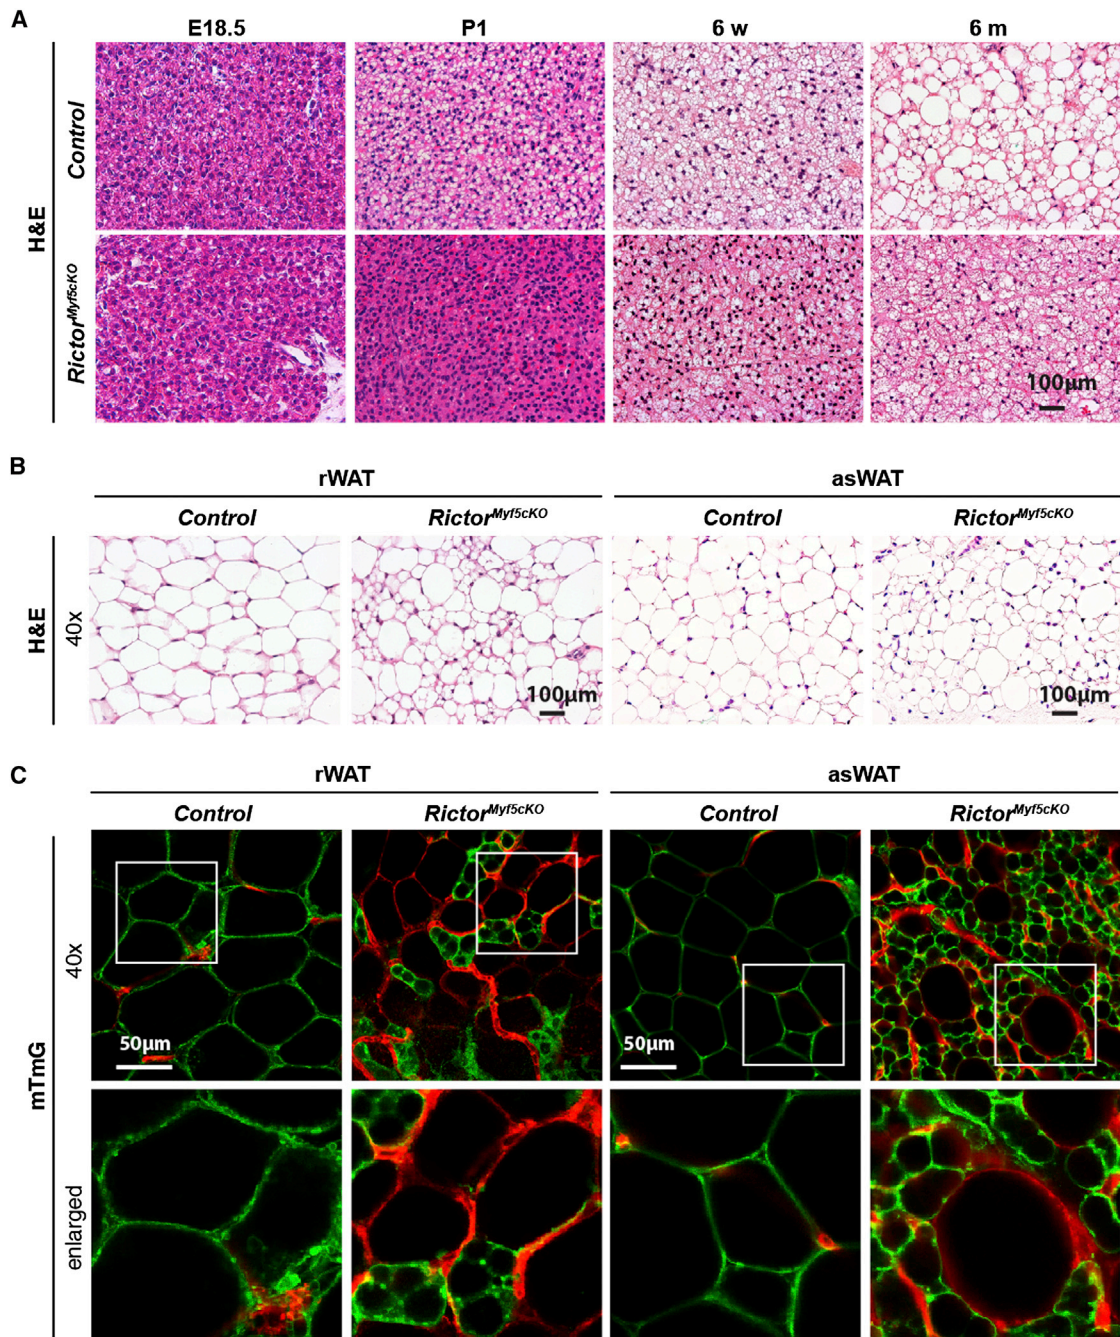 A
E18.5 P1 6 w 6 m
H&E
Control
Rictor^Myf5cKO
100µm
B
rWAT asWAT
Control Rictor^Myf5cKO Control Rictor^Myf5cKO
H&E
40x
100µm 100µm
C
rWAT asWAT
Control Rictor^Myf5cKO Control Rictor^Myf5cKO
mTmG
40x
50µm 50µm
enlarged